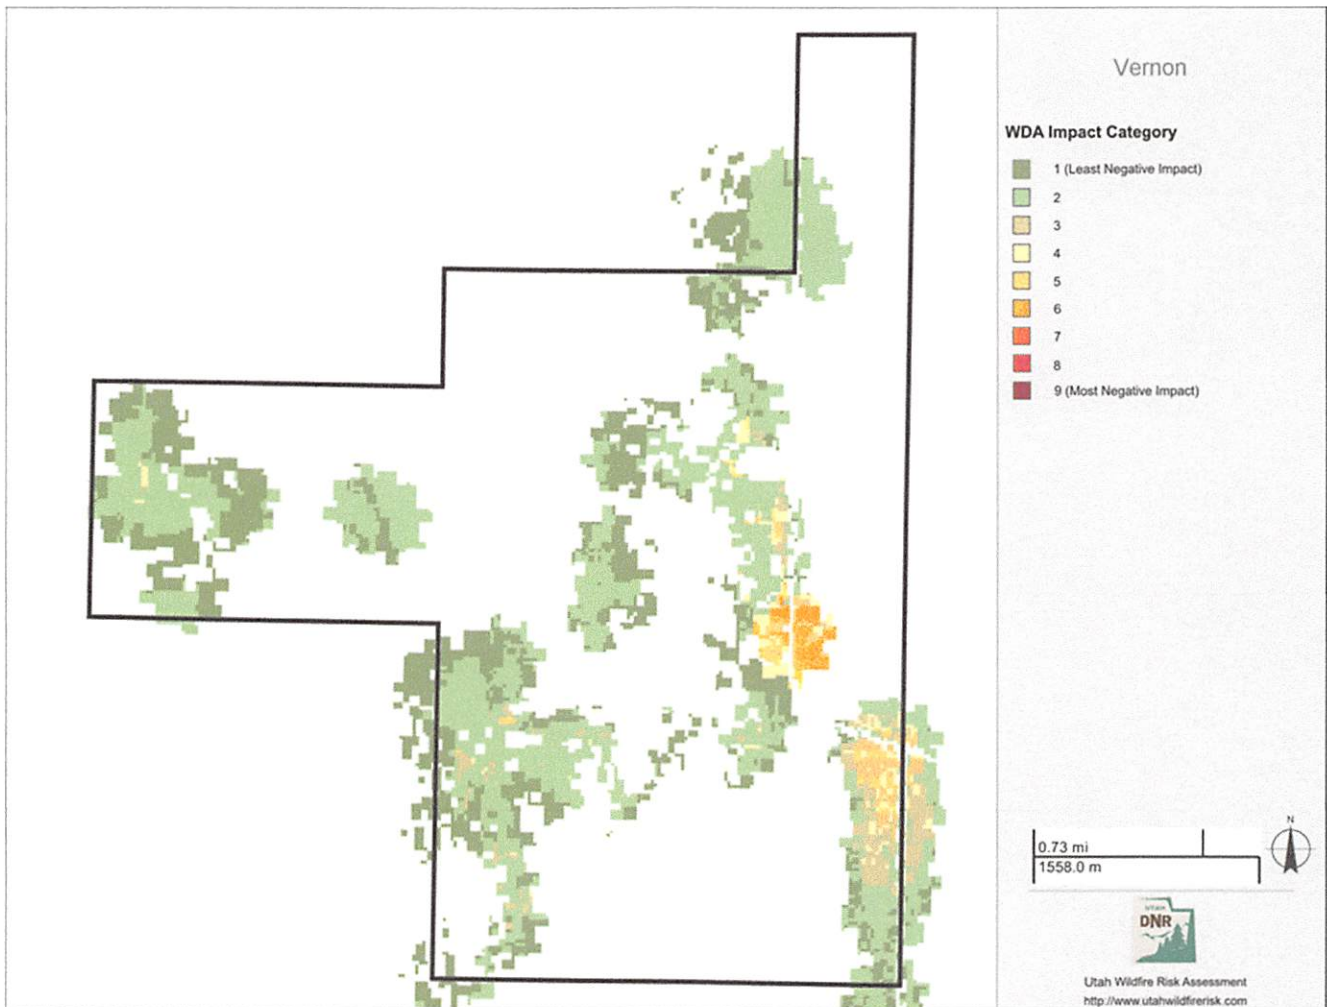 Vernon
WDA Impact Category
1 (Least Negative Impact)
2
3
4
5
6
7
8
9 (Most Negative Impact)
N
0.73 mi
1558.0 m
UTAH
DNR
Utah Wildfire Risk Assessment
http://www.utahwildfirerisk.com